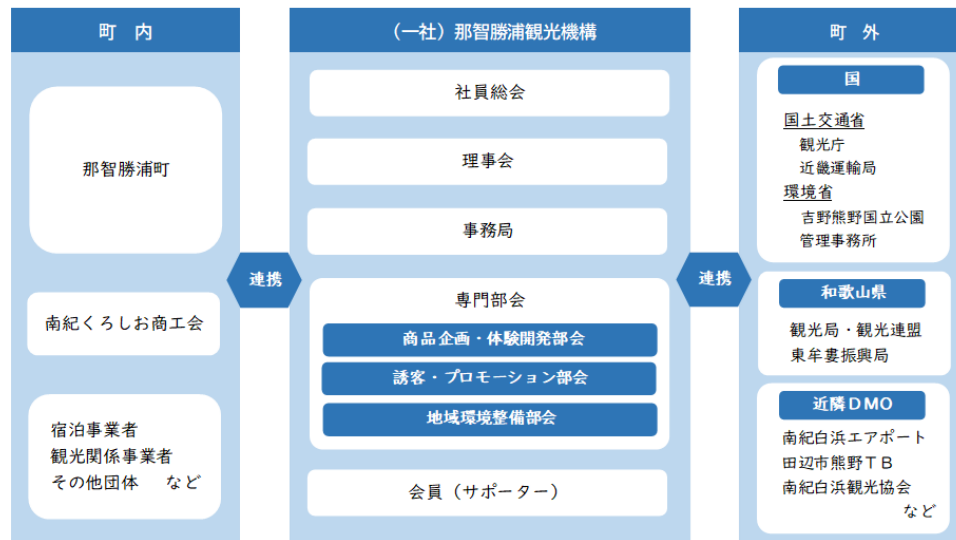 町 内
那智勝浦町
南紀くろしお商工会
宿泊事業者
観光関係事業者
その他団体 など
連携
(一社)那智勝浦観光機構
社員総会
理事会
事務局
専門部会
商品企画・体験開発部会
誘客・プロモーション部会
地域環境整備部会
会員(サポーター)
連携
町 外
国
国土交通省
観光庁
近畿運輸局
環境省
吉野熊野国立公園
管理事務所
和歌山県
観光局・観光連盟
東牟婁振興局
近隣DMO
南紀白浜エアポート
田辺市熊野TB
南紀白浜観光協会
など